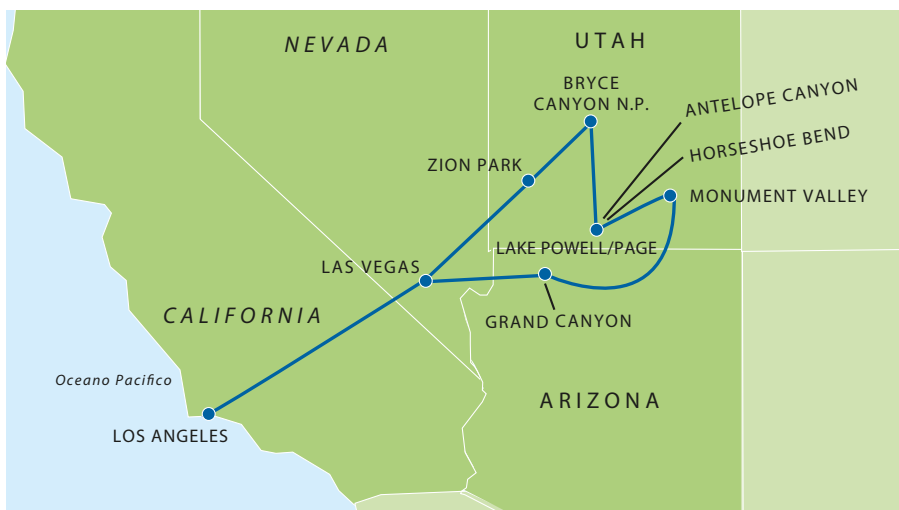 NEVADA
UTAH
BRYCE
CANYON N.P.
ANTELOPE CANYON
HORSESHOE BEND
ZION PARK
MONUMENT VALLEY
LAKE POWELL/PAGE
LAS VEGAS
CALIFORNIA
GRAND CANYON
Oceano Pacifico
ARIZONA
LOS ANGELES